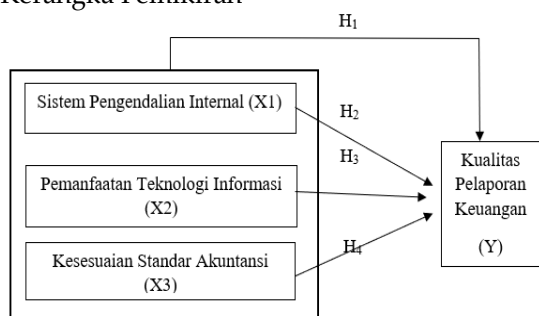 Kerangka Pemikiran
H1
Sistem Pengendalian Internal (X1)
H2
H3
Pemanfaatan Teknologi Informasi
(X2)
Kualitas
Pelaporan
Keuangan
(Y)
H4
Kesesuaian Standar Akuntansi
(X3)